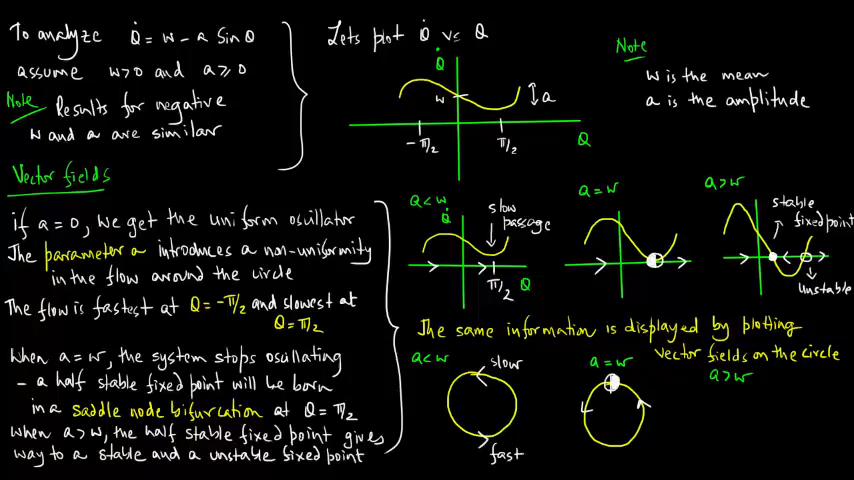 To analyze Q̇ = w - a Sin Q
assume w>0 and a ≥ 0
Note Results for negative
w and a are similar
Vector fields
if a = 0, we get the uniform oscillator
The parameter a introduces a non-uniformity
in the flow around the circle
The flow is fastest at Q = -π/2 and slowest at
Q = π/2
When a = w, the system stops oscillating
- a half stable fixed point will be born
in a saddle node bifurcation at Q = π/2
when a > w, the half stable fixed point gives
way to a stable and a unstable fixed point
Lets plot Q̇ vs Q
Q̇
w
a
-π/2
π/2
Q
Note
w is the mean
a is the amplitude
a < w
Q̇
slow
passage
π/2
Q
a = w
a > w
stable
fixed point
unstable
The same information is displayed by plotting
vector fields on the circle
a < w
slow
fast
a = w
a > w